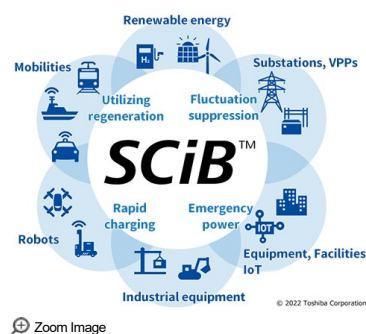 Renewable energy
H₂
Mobilities
Substations, VPPs
Utilizing
regeneration
Fluctuation
suppression
SCiB™
Rapid
charging
Emergency
power
IOT
Robots
Equipment, Facilities
IoT
Industrial equipment
© 2022 Toshiba Corporation
Zoom Image